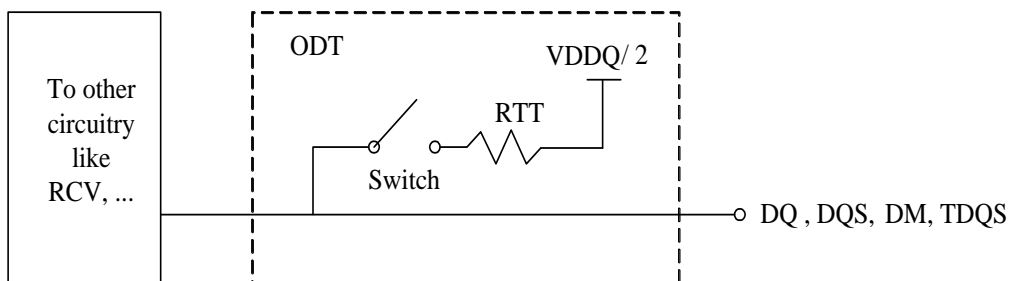 ODT
VDDQ/ 2
To other
circuitry
like
RCV, ...
RTT
Switch
DQ , DQS, DM, TDQS